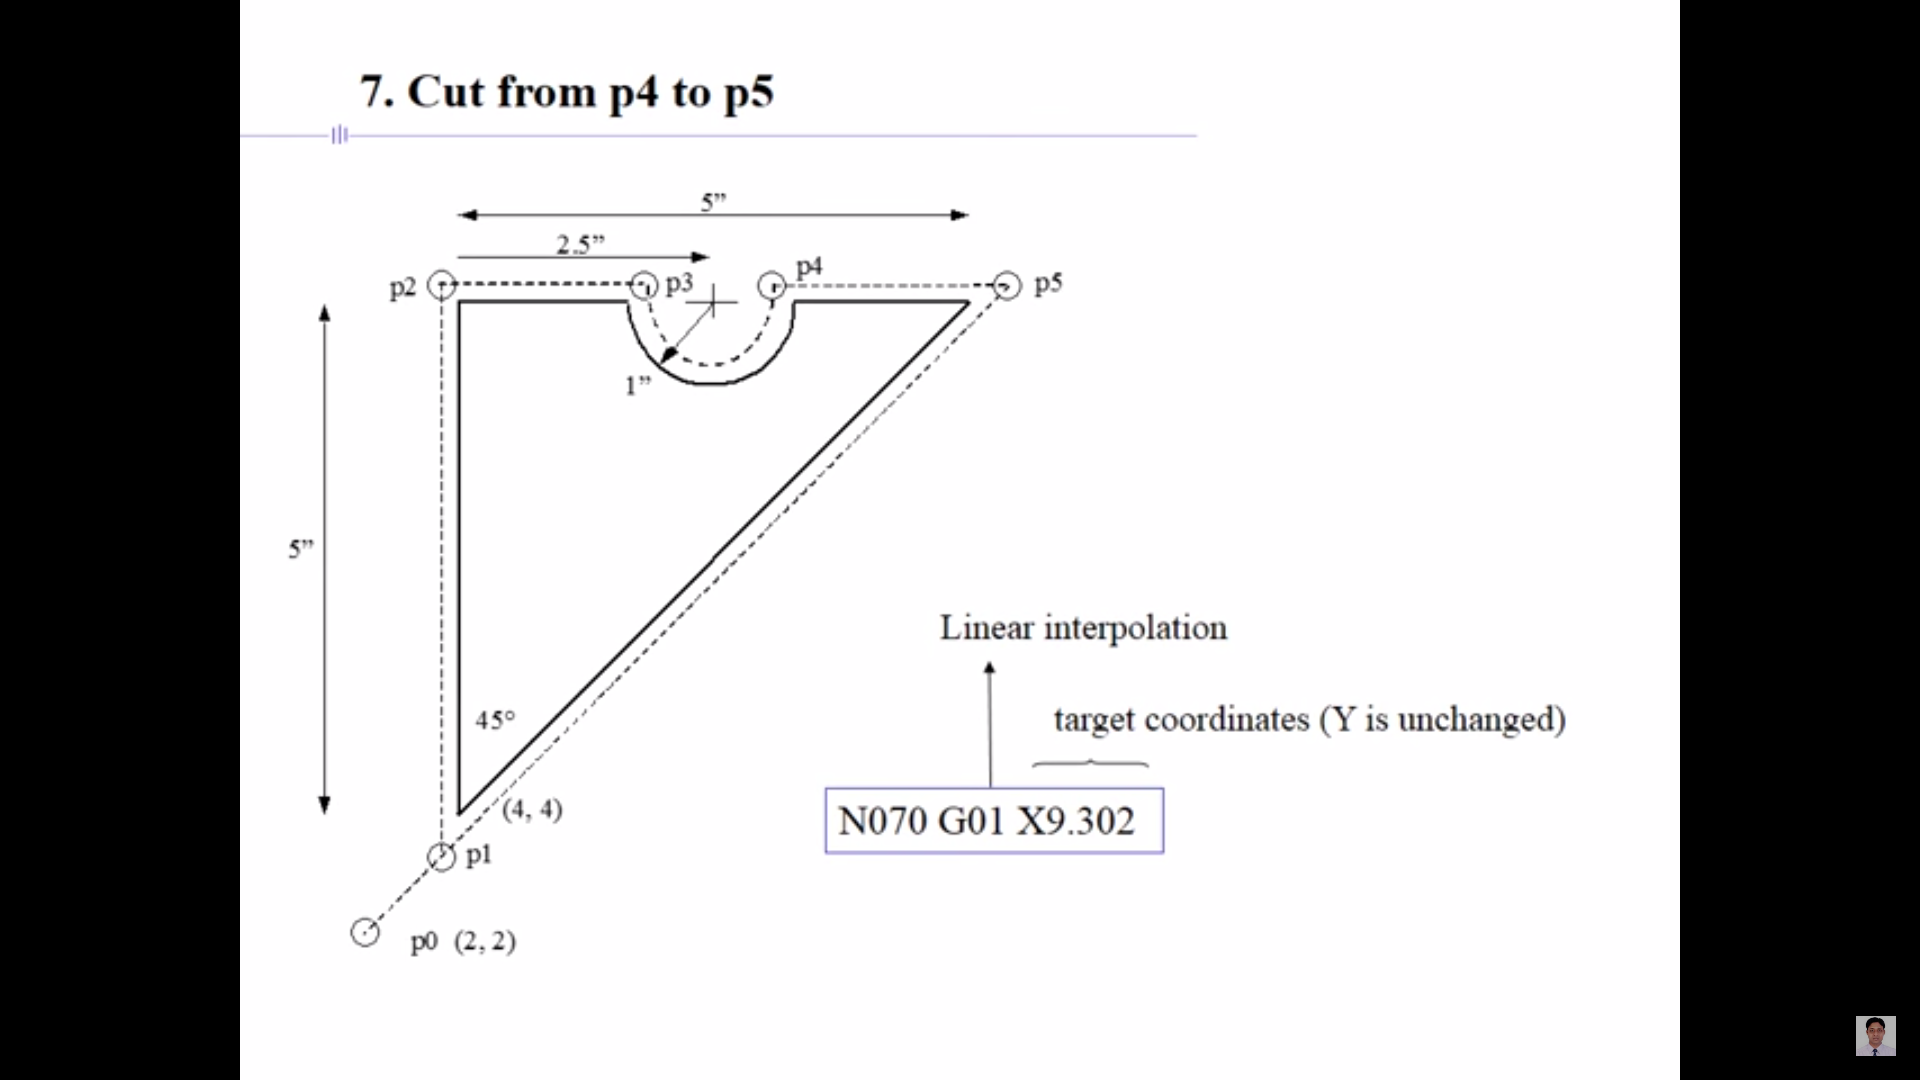 7. Cut from p4 to p5
5”
2.5”
p2
p3
p4
p5
1”
5”
45°
(4, 4)
p1
p0 (2, 2)
Linear interpolation
target coordinates (Y is unchanged)
N070 G01 X9.302